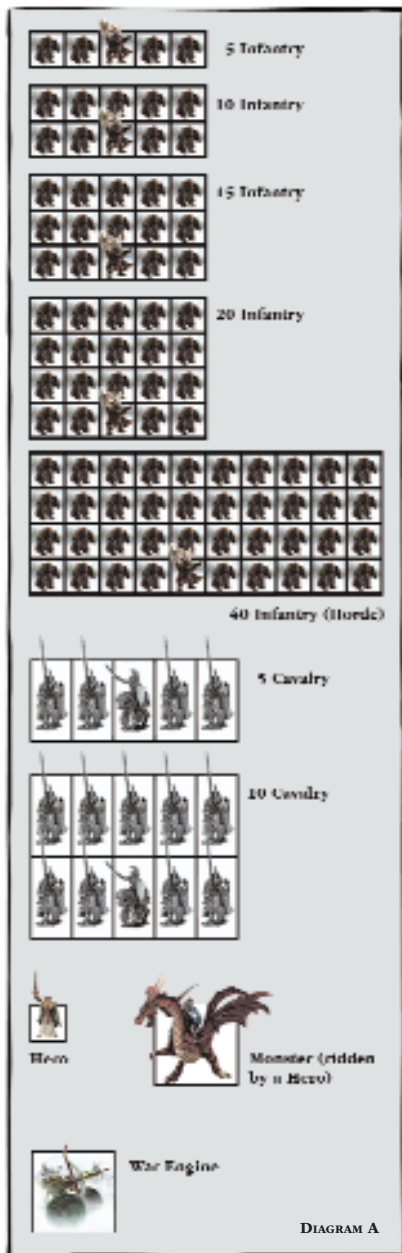 5 Infantry
10 Infantry
15 Infantry
20 Infantry
40 Infantry (Horde)
5 Cavalry
10 Cavalry
Hero
Monster (ridden
by a Hero)
War Engine
DIAGRAM A